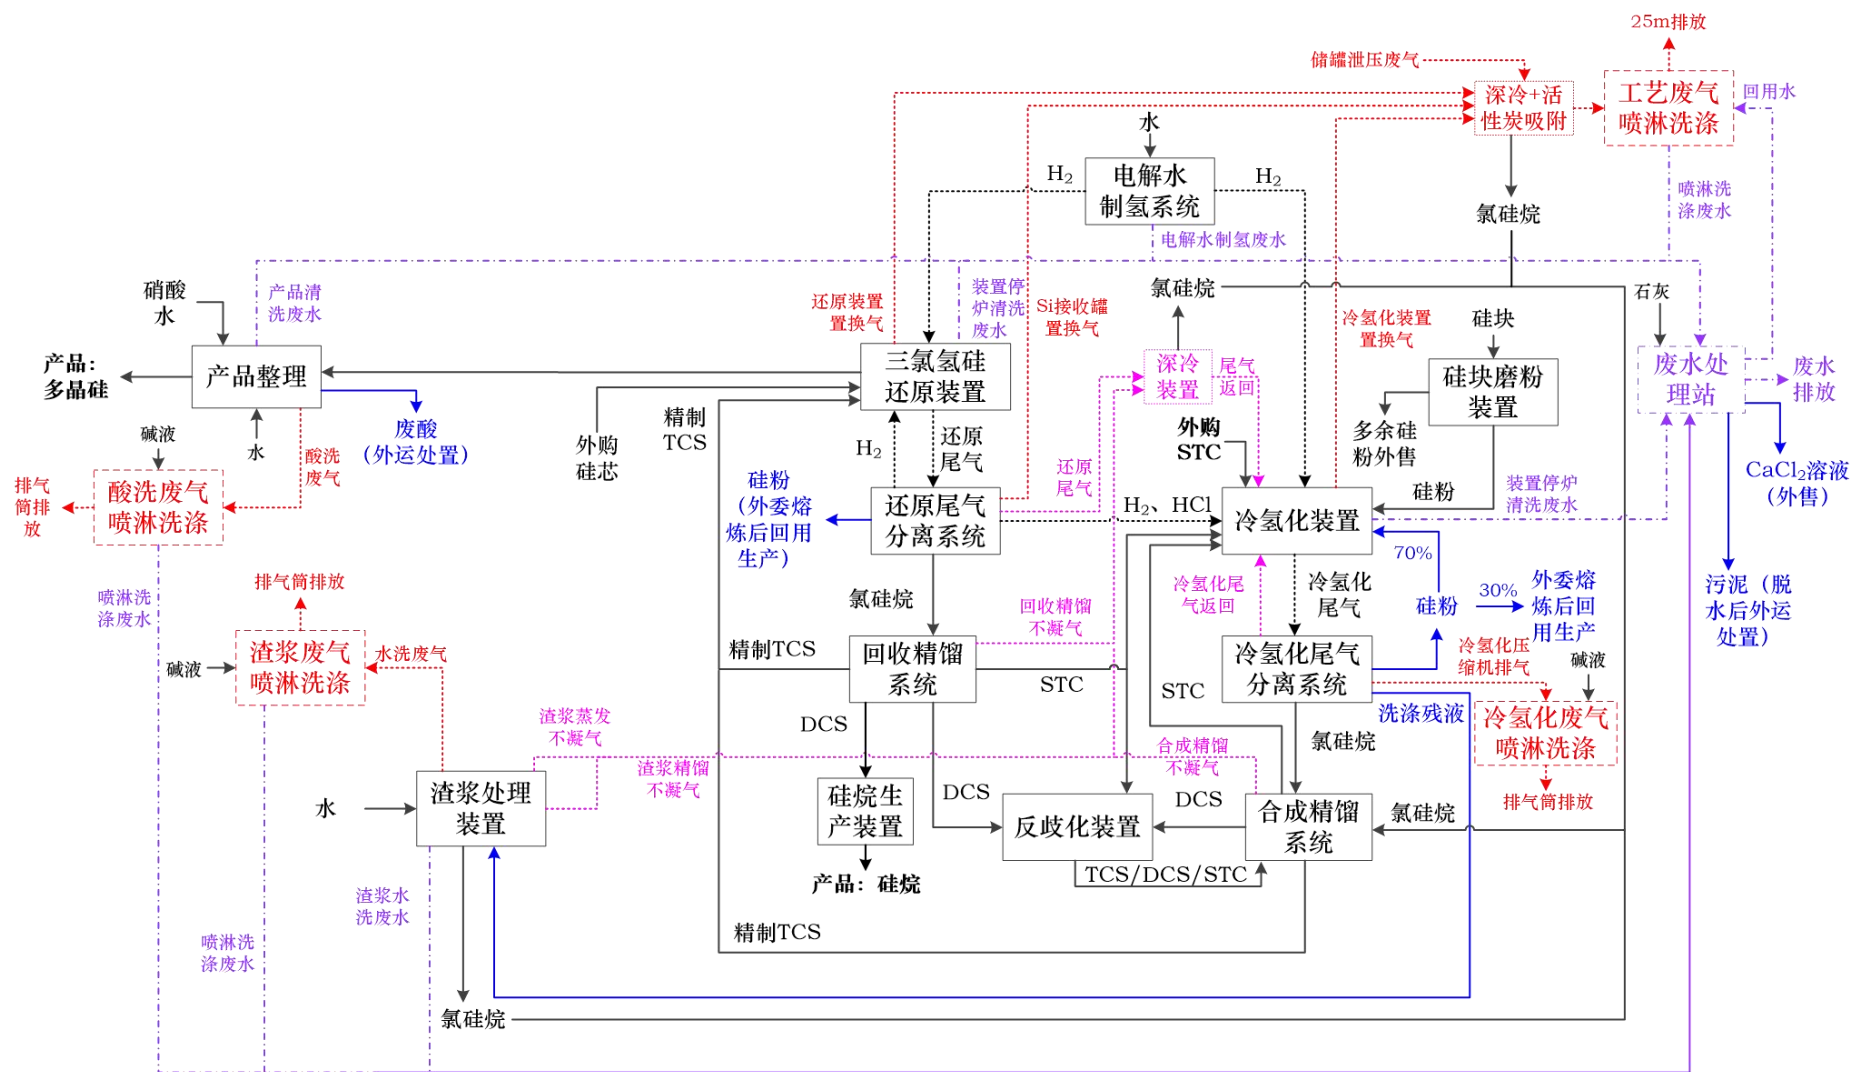 25m排放
储罐泄压废气
深冷+活
性炭吸附
工艺废气
喷淋洗涤
回用水
水
H₂
电解水
制氢系统
H₂
喷淋洗
涤废水
氯硅烷
电解水制氢废水
硝酸
水
产品清
洗废水
还原装置
置换气
装置停
炉清洗
废水
Si接收罐
置换气
氯硅烷
冷氢化装置
置换气
硅块
石灰
产品：
多晶硅
产品整理
三氯氢硅
还原装置
深冷
装置
尾气
返回
硅块磨粉
装置
废水处
理站
废水
排放
碱液
水
酸洗
废气
废酸
（外运处置）
外购
硅芯
精制
TCS
H₂
还原
尾气
外购
STC
多余硅
粉外售
CaCl₂溶液
（外售）
排气
筒排
放
酸洗废气
喷淋洗涤
硅粉
（外委熔
炼后回用
生产）
还原尾气
分离系统
还原
尾气
H₂、HCl
冷氢化装置
硅粉
装置停炉
清洗废水
70%
喷淋洗
涤废水
排气筒排放
氯硅烷
回收精馏
不凝气
冷氢化尾
气返回
冷氢化
尾气
硅粉
30%
外委熔
炼后回
用生产
污泥（脱
水后外运
处置）
碱液
渣浆废气
喷淋洗涤
水洗废气
精制TCS
回收精馏
系统
STC
STC
冷氢化尾气
分离系统
冷氢化压
缩机排气
碱液
渣浆蒸发
不凝气
DCS
洗涤残液
冷氢化废气
喷淋洗涤
渣浆精馏
不凝气
合成精馏
不凝气
氯硅烷
排气筒排放
水
渣浆处理
装置
硅烷生
产装置
DCS
反歧化装置
DCS
合成精馏
系统
氯硅烷
产品：硅烷
TCS/DCS/STC
渣浆水
洗废水
喷淋洗
涤废水
精制TCS
氯硅烷